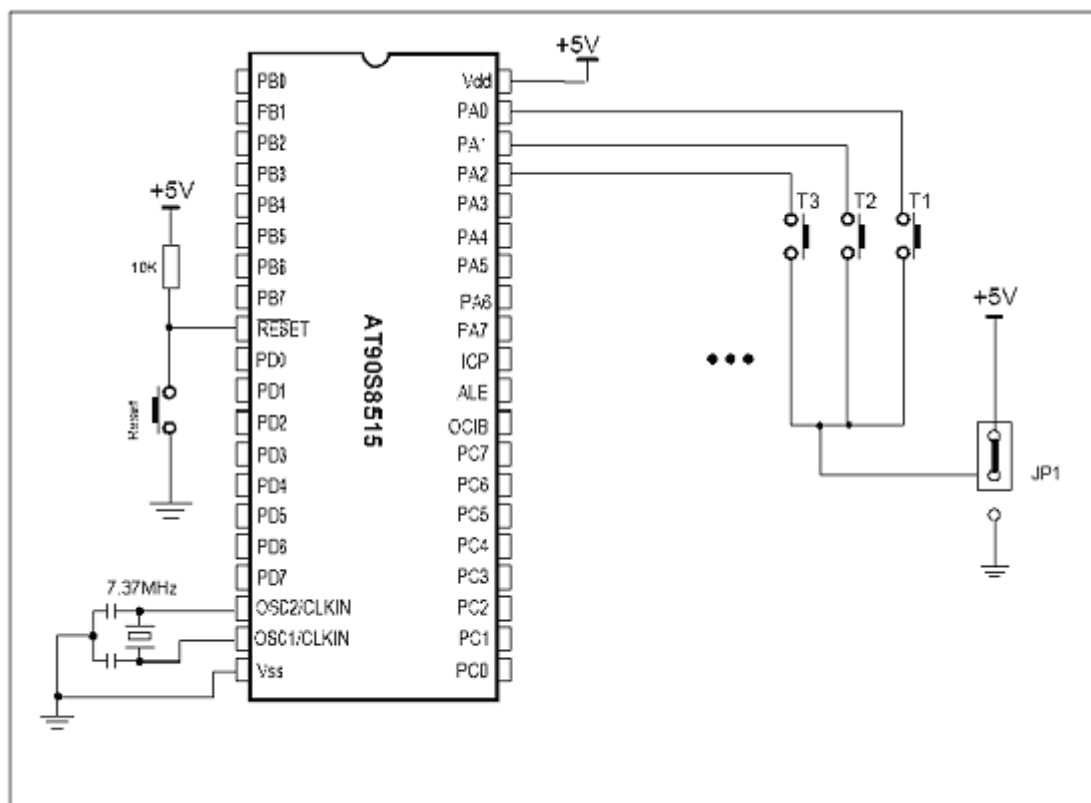 +5V
PB0
PB1
PB2
PB3
PB4
PB5
PB6
PB7
RESET
PD0
PD1
PD2
PD3
PD4
PD5
PD6
PD7
OSC2/CLKIN
OSC1/CLKIN
Vss
AT90S8515
Vdd
PA0
PA1
PA2
PA3
PA4
PA5
PA6
PA7
ICP
ALE
OCIB
PC7
PC6
PC5
PC4
PC3
PC2
PC1
PC0
+5V
10K
Reset
7.37MHz
T3 T2 T1
+5V
JP1